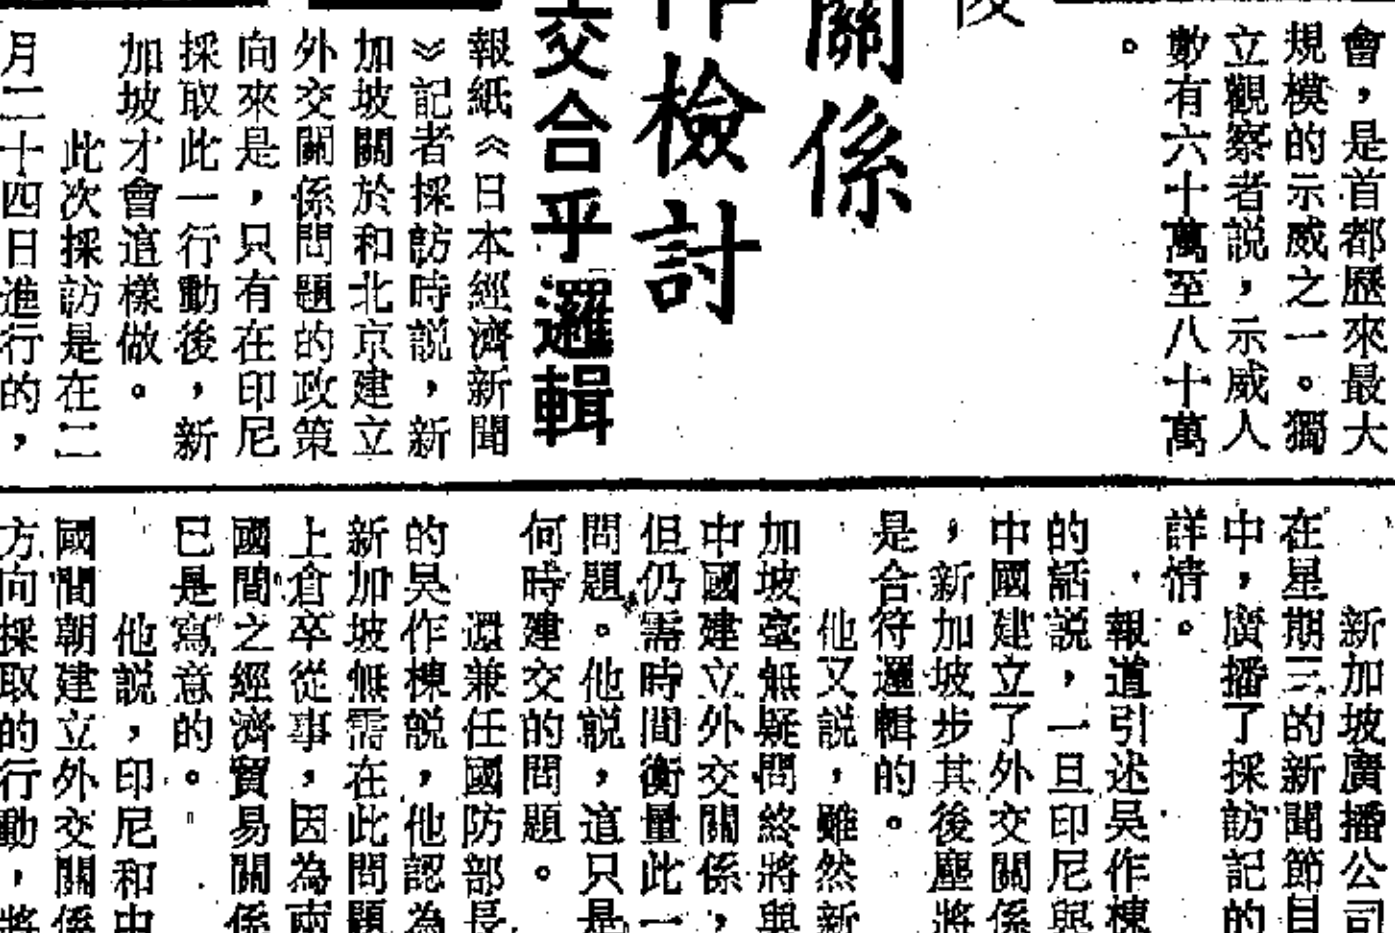 會，是首都歷來最大
規模的示威之一。獨
立觀察者説，示威人
數有六十萬至八十萬
。
關係
作檢討
交合乎邏輯
報紙《日本經濟新聞
》記者採訪時説，新
加坡關於和北京建立
外交關係問題的政策
向來是，只有在印尼
採取此一行動後，新
加坡才會這樣做。
此次採訪是在二
月二十四日進行的，
新加坡廣播公司
在星期三的新聞節目
中，廣播了採訪記的
詳情。
報道引述吴作棟
的話説，一旦印尼與
中國建立了外交關係
，新加坡步其後塵將
是合符邏輯的。
他又説，雖然新
加坡毫無疑問終將與
中國建立外交關係，
但仍需時間衡量此一
問題。他説，這只是
何時建交的問題。
還兼任國防部長
的吴作棟説，他認為
新加坡無需在此問題
上倉卒從事，因為兩
國間之經濟貿易關係
已是寫意的。
他説，印尼和中
國間朝建立外交關係
方向採取的行動，將